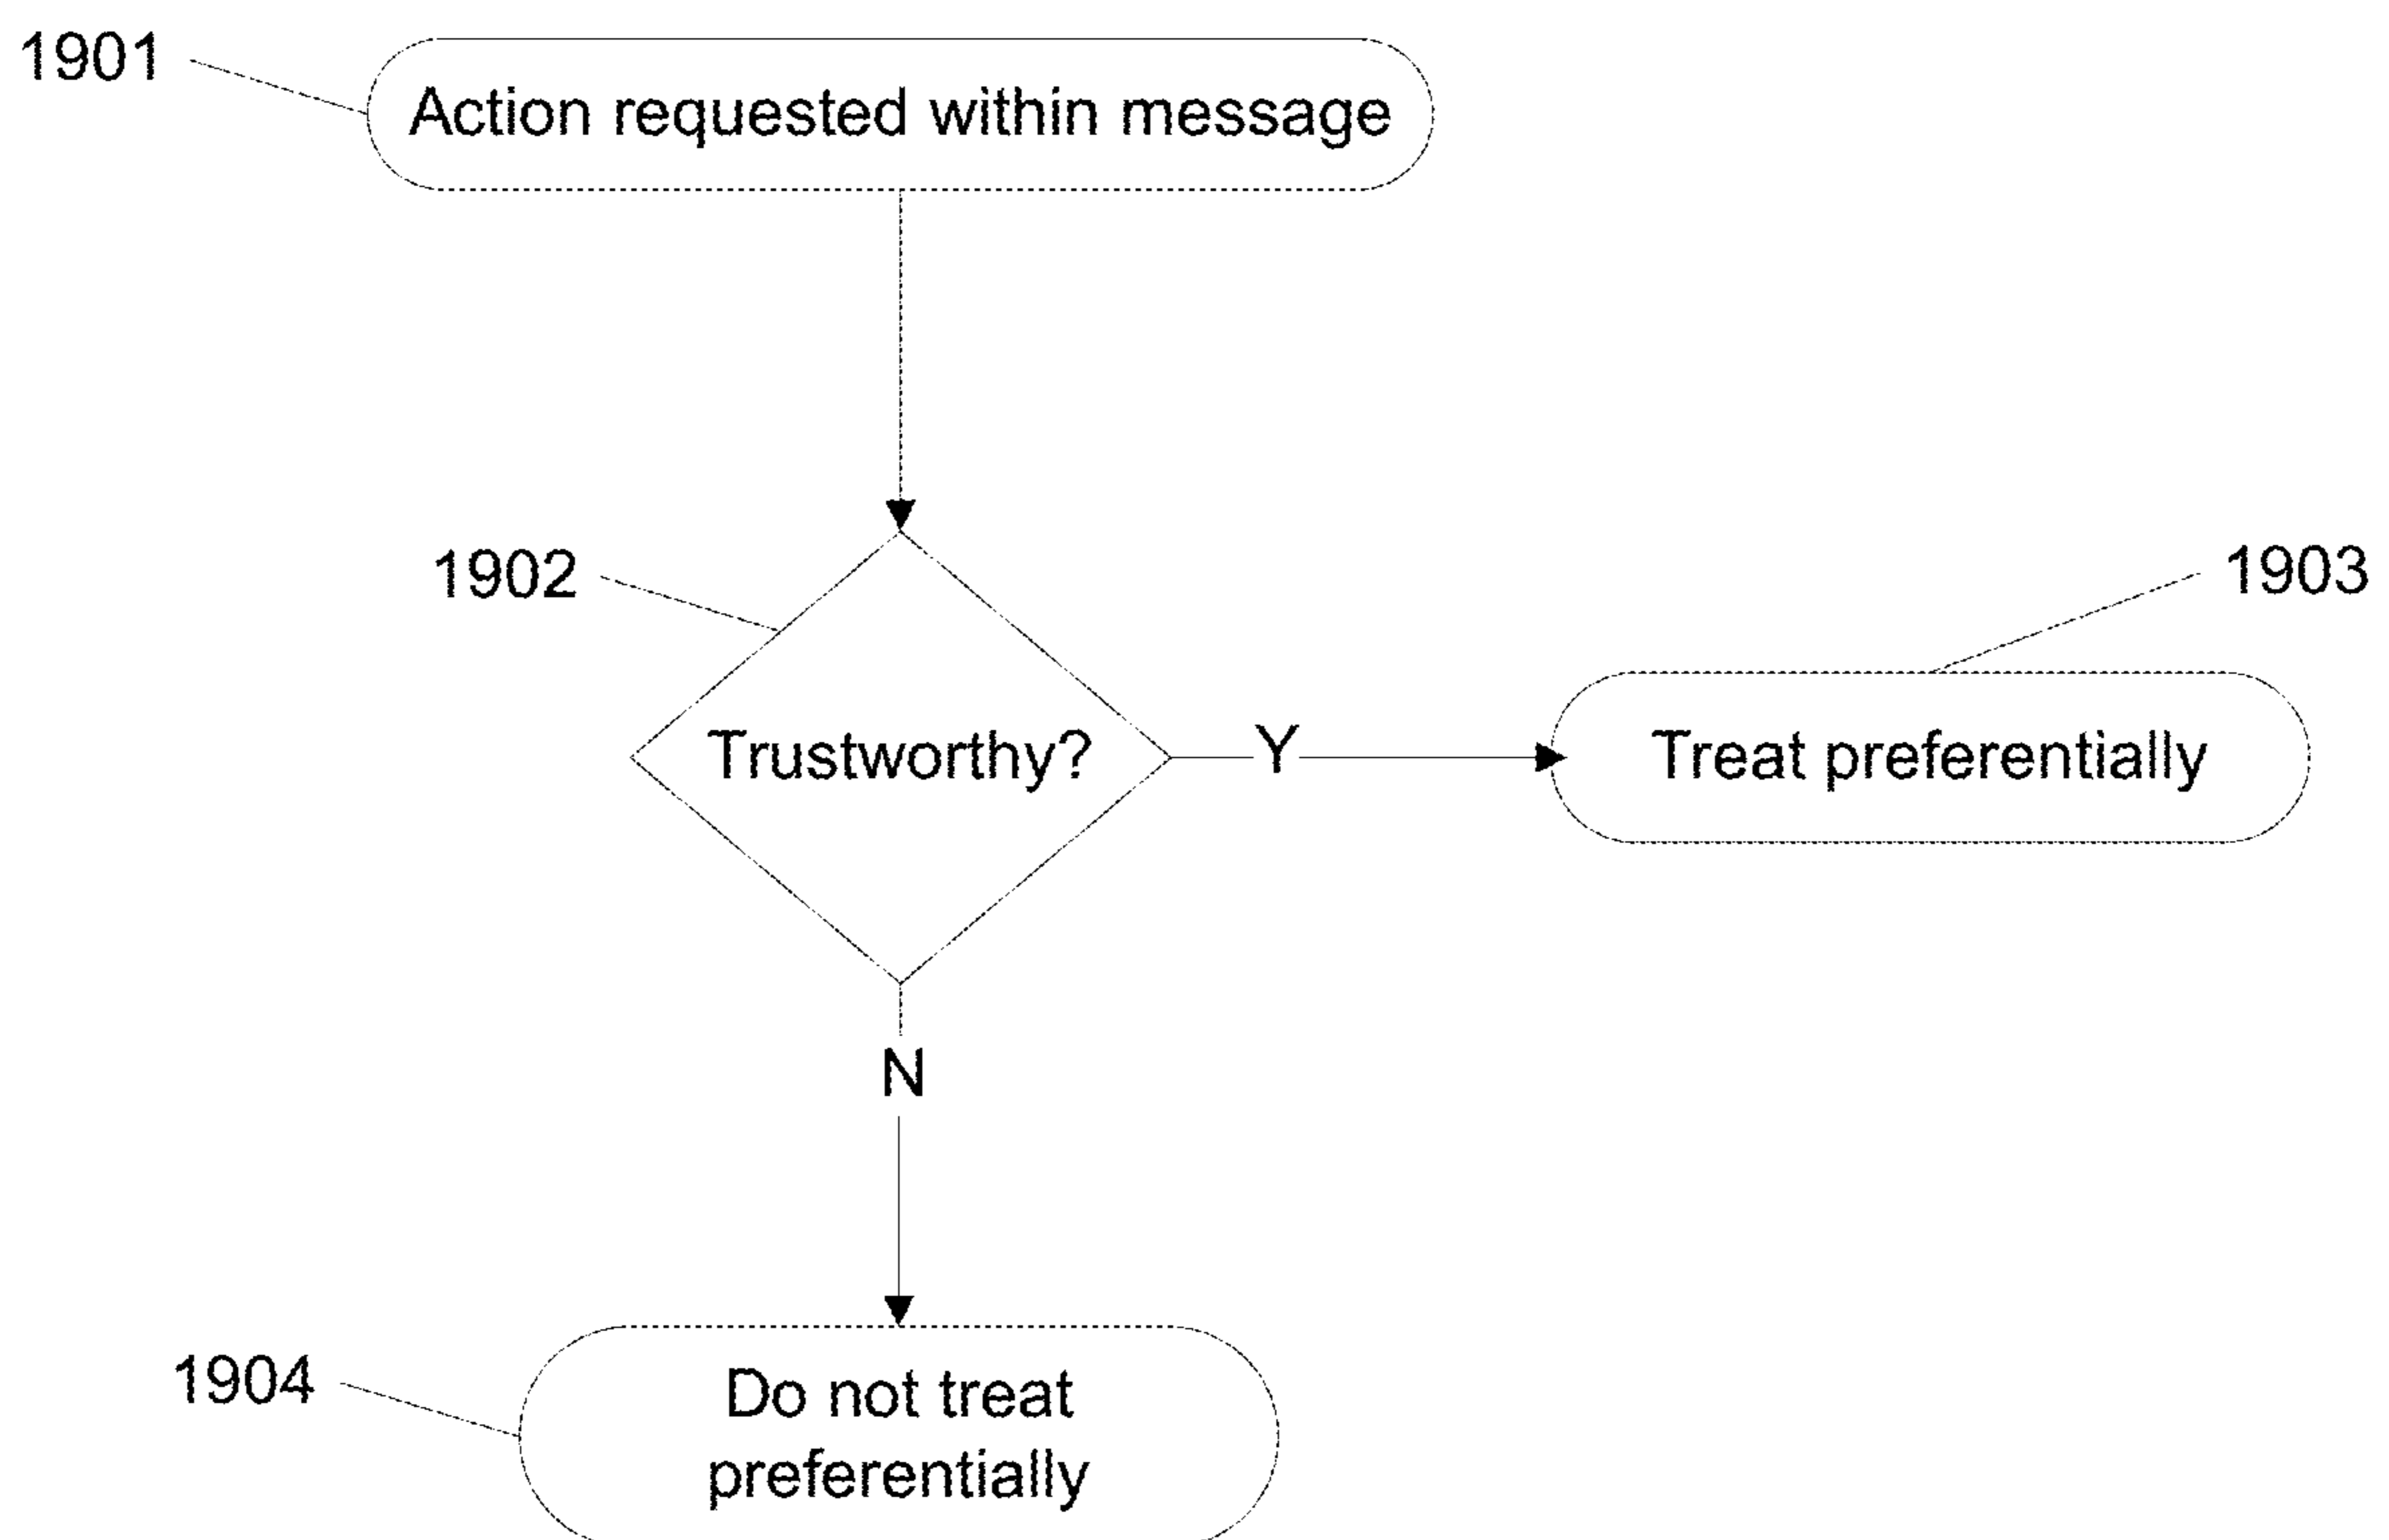 1901
Action requested within message
1902
1903
Trustworthy?
Y
Treat preferentially
N
1904
Do not treat
preferentially